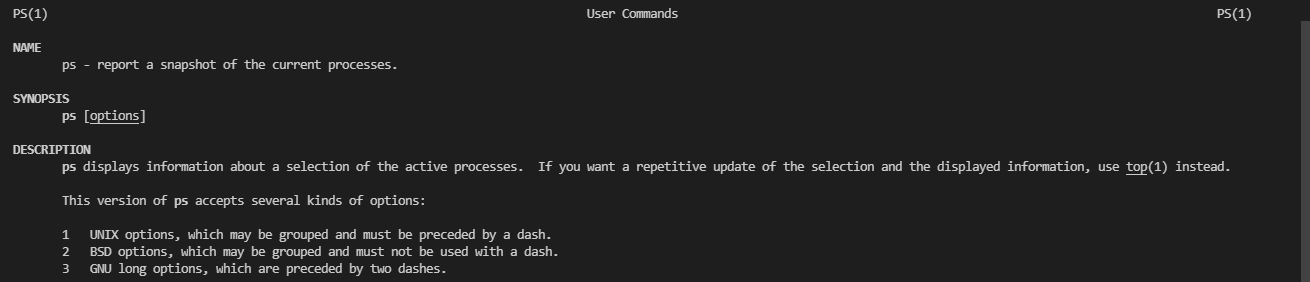 PS(1) User Commands PS(1)
NAME
ps - report a snapshot of the current processes.
SYNOPSIS
ps [options]
DESCRIPTION
ps displays information about a selection of the active processes.  If you want a repetitive update of the selection and the displayed information, use top(1) instead.
This version of ps accepts several kinds of options:
1   UNIX options, which may be grouped and must be preceded by a dash.
2   BSD options, which may be grouped and must not be used with a dash.
3   GNU long options, which are preceded by two dashes.